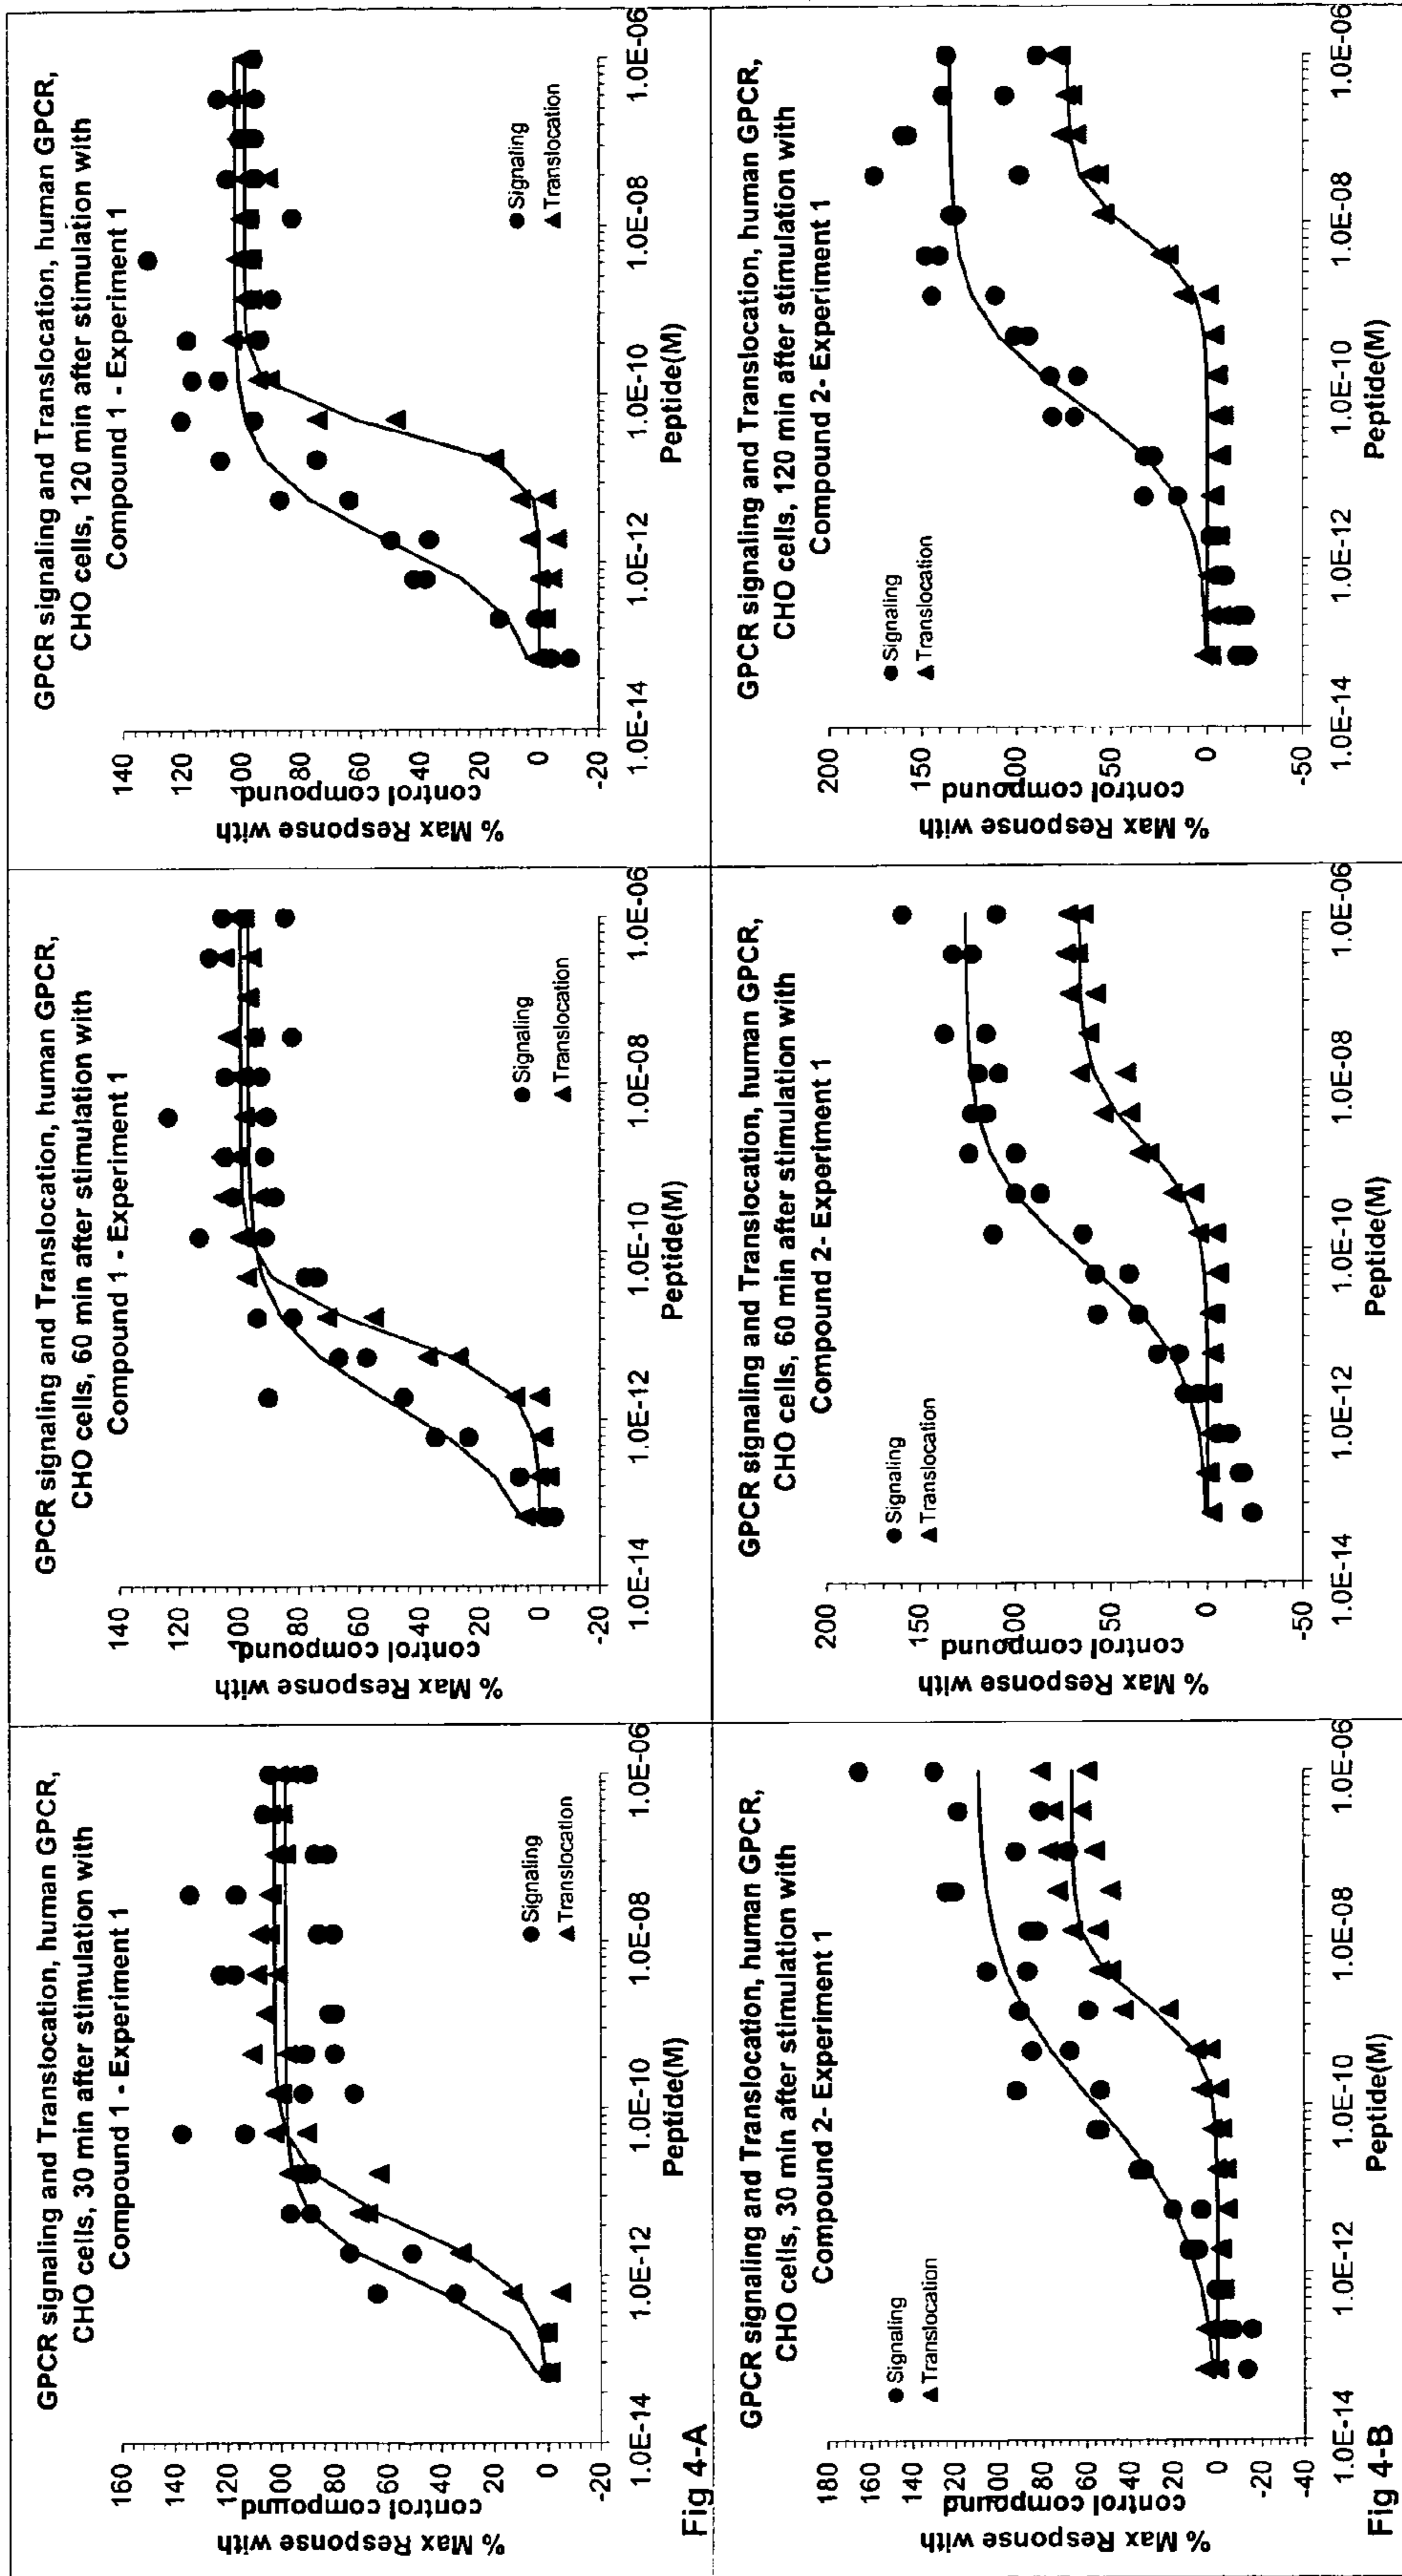 GPCR signaling and Translocation, human GPCR,
CHO cells, 30 min after stimulation with
Compound 1 - Experiment 1
% Max Response with
control compound
160
140
120
100
80
60
40
20
0
-20
Signaling
Translocation
1.0E-14
1.0E-12
1.0E-10
1.0E-08
1.0E-06
Peptide(M)
GPCR signaling and Translocation, human GPCR,
CHO cells, 60 min after stimulation with
Compound 1 - Experiment 1
% Max Response with
control compound
140
120
100
80
60
40
20
0
-20
Signaling
Translocation
1.0E-14
1.0E-12
1.0E-10
1.0E-08
1.0E-06
Peptide(M)
GPCR signaling and Translocation, human GPCR,
CHO cells, 120 min after stimulation with
Compound 1 - Experiment 1
% Max Response with
control compound
140
120
100
80
60
40
20
0
-20
Signaling
Translocation
1.0E-14
1.0E-12
1.0E-10
1.0E-08
1.0E-06
Peptide(M)
Fig 4-A
GPCR signaling and Translocation, human GPCR,
CHO cells, 30 min after stimulation with
Compound 2- Experiment 1
% Max Response with
control compound
180
160
140
120
100
80
60
40
20
0
-20
-40
Signaling
Translocation
1.0E-14
1.0E-12
1.0E-10
1.0E-08
1.0E-06
Peptide(M)
GPCR signaling and Translocation, human GPCR,
CHO cells, 60 min after stimulation with
Compound 2- Experiment 1
% Max Response with
control compound
200
150
100
50
0
-50
Signaling
Translocation
1.0E-14
1.0E-12
1.0E-10
1.0E-08
1.0E-06
Peptide(M)
GPCR signaling and Translocation, human GPCR,
CHO cells, 120 min after stimulation with
Compound 2- Experiment 1
% Max Response with
control compound
200
150
100
50
0
-50
Signaling
Translocation
1.0E-14
1.0E-12
1.0E-10
1.0E-08
1.0E-06
Peptide(M)
Fig 4-B